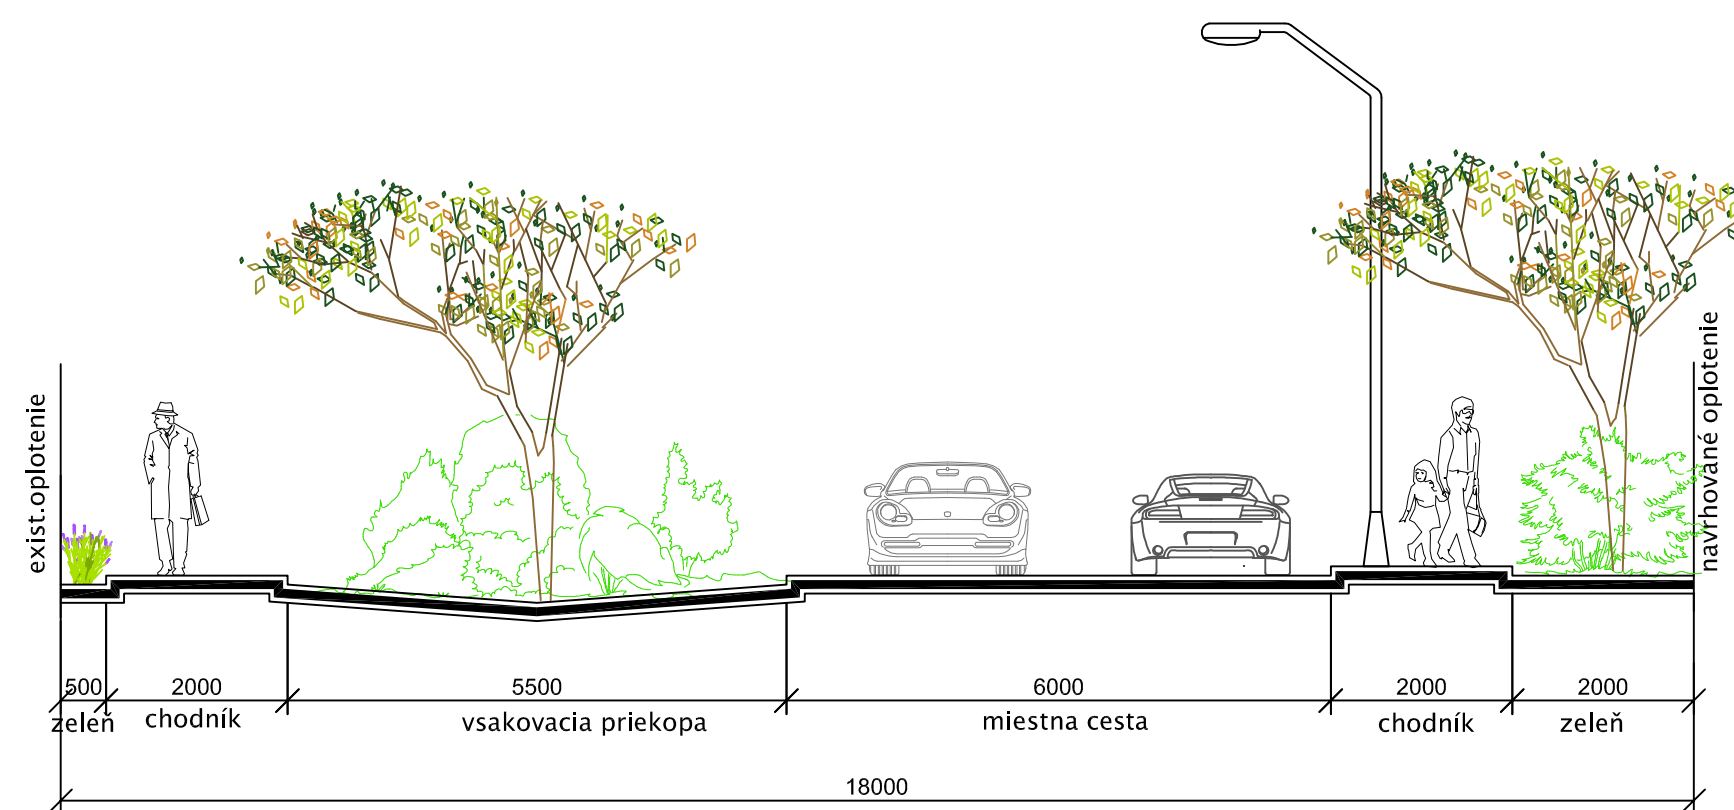 exist.oplotenie
navrhované oplotenie
500 2000 5500 6000 2000 2000
zeleň chodník vsakovacia priekopa miestna cesta chodník zeleň
18000